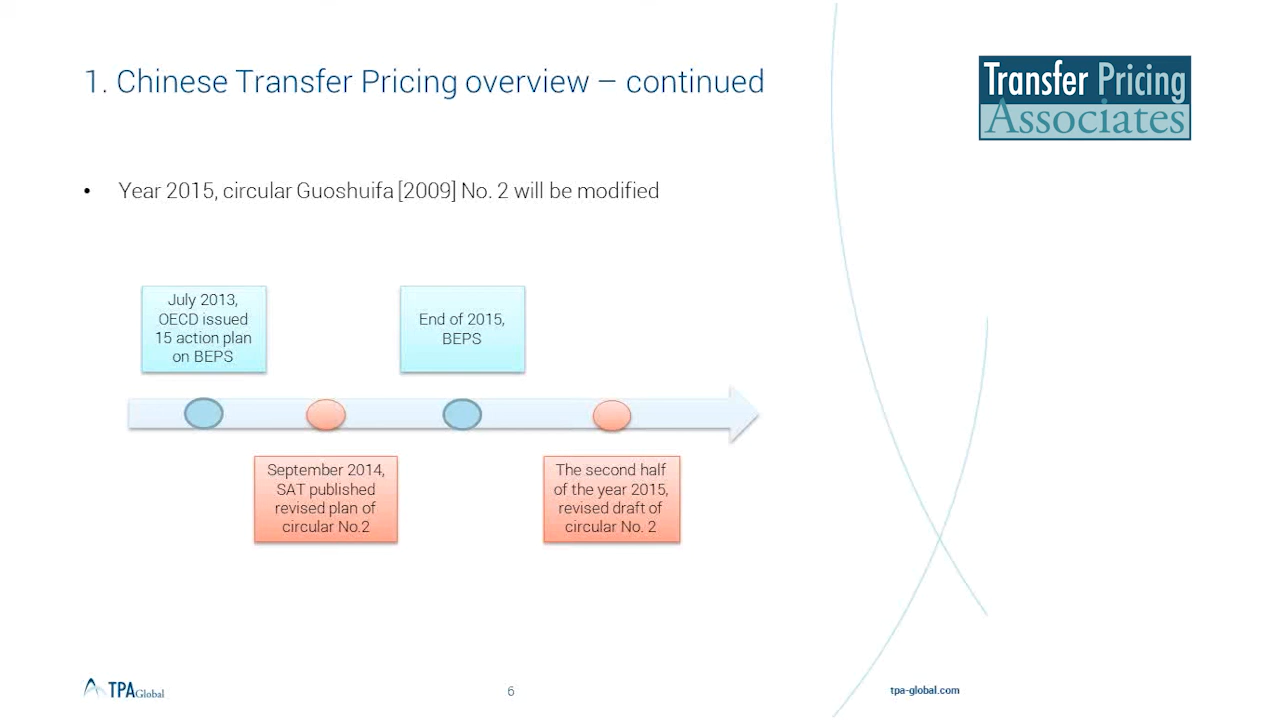 1. Chinese Transfer Pricing overview – continued
Transfer Pricing
Associates
• Year 2015, circular Guoshuifa [2009] No. 2 will be modified
July 2013,
OECD issued
15 action plan
on BEPS
End of 2015,
BEPS
September 2014,
SAT published
revised plan of
circular No.2
The second half
of the year 2015,
revised draft of
circular No. 2
TPA Global
6
tpa-global.com